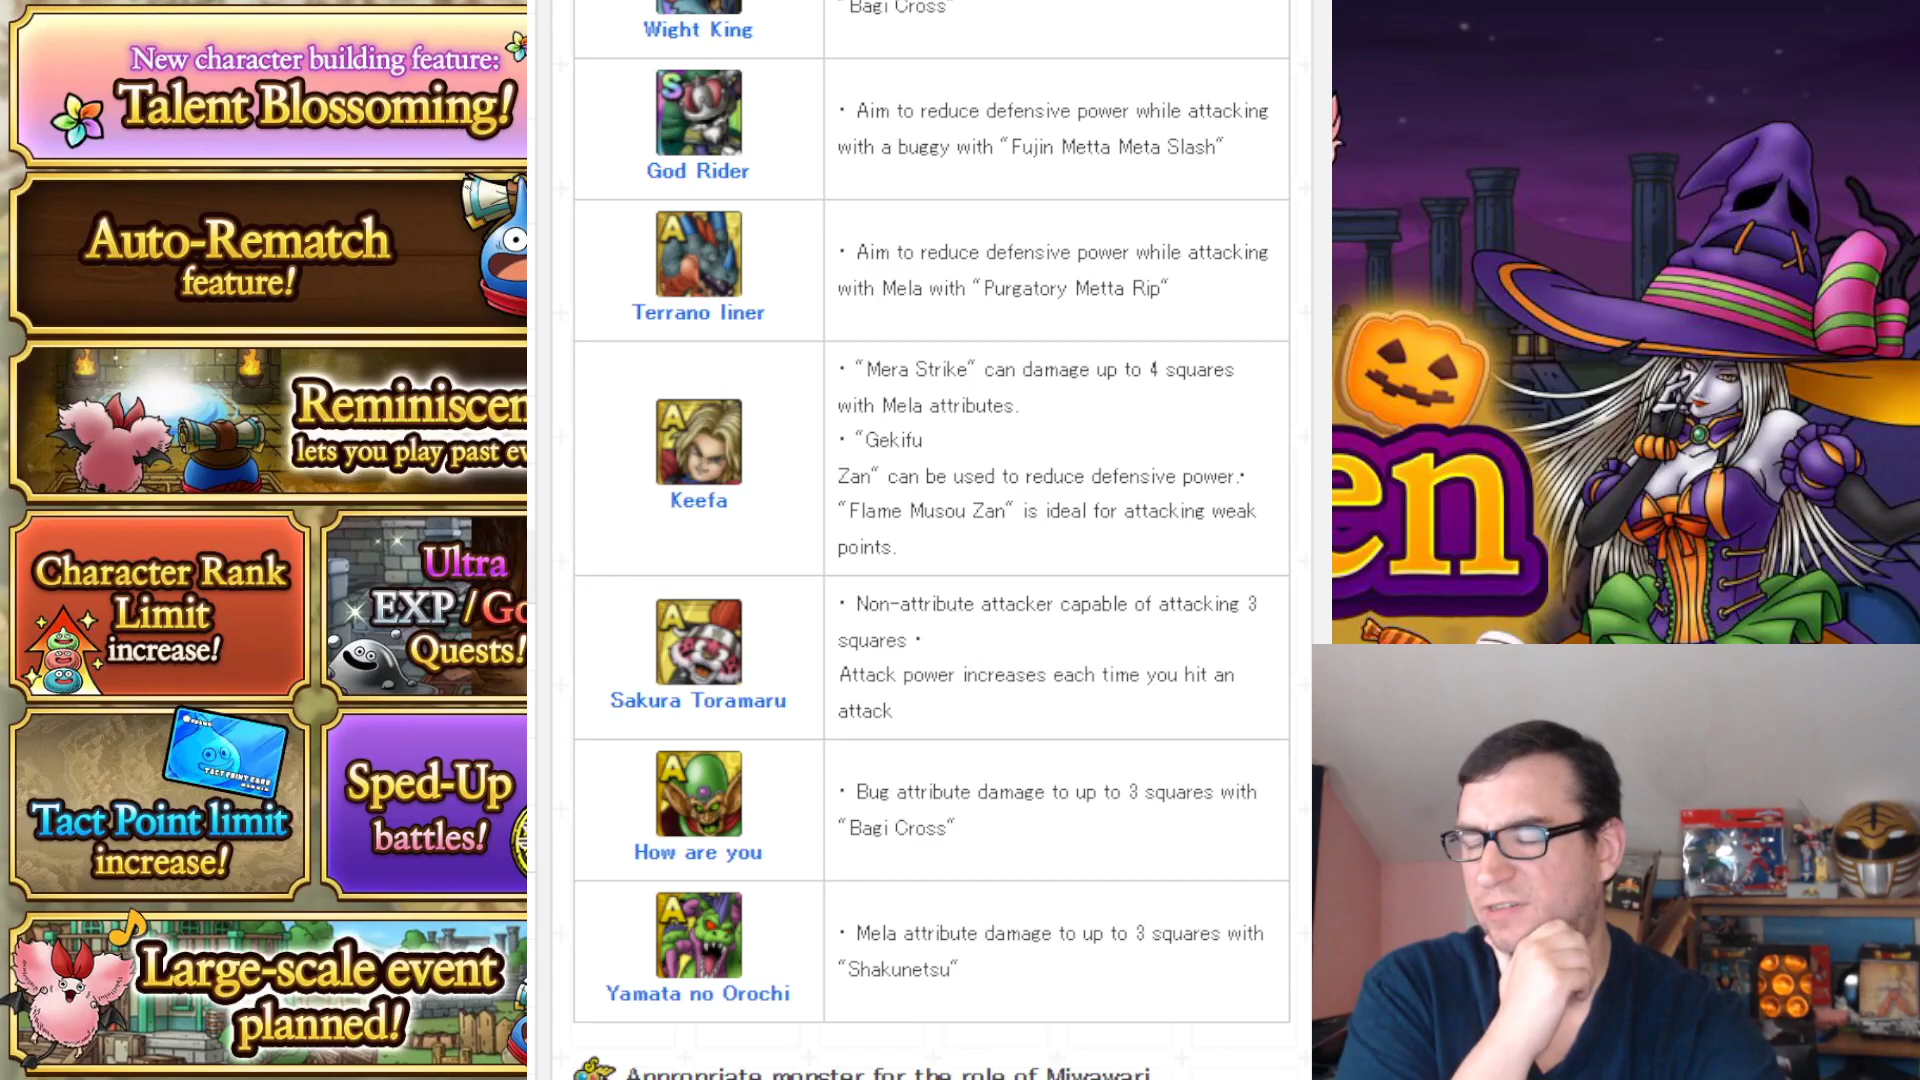 New character building feature:
Talent Blossoming!
Auto-Rematch
feature!
Reminiscen
lets you play past ev
Character Rank
Limit
increase!
Ultra
EXP/Go
Quests!
TACT POINT CARD
Tact Point limit
increase!
Sped-Up
battles!
Large-scale event
planned!
"Bagi Cross"
Wight King
S
God Rider
・ Aim to reduce defensive power while attacking
with a buggy with "Fujin Metta Meta Slash"
A
Terrano liner
・ Aim to reduce defensive power while attacking
with Mela with "Purgatory Metta Rip"
A
Keefa
・ "Mera Strike" can damage up to 4 squares
with Mela attributes.
・ "Gekifu
Zan" can be used to reduce defensive power.・
"Flame Musou Zan" is ideal for attacking weak
points.
A
Sakura Toramaru
・ Non-attribute attacker capable of attacking 3
squares ・
Attack power increases each time you hit an
attack
A
How are you
・ Bug attribute damage to up to 3 squares with
"Bagi Cross"
A
Yamata no Orochi
・ Mela attribute damage to up to 3 squares with
"Shakunetsu"
Appropriate monster for the role of Miwawari
en